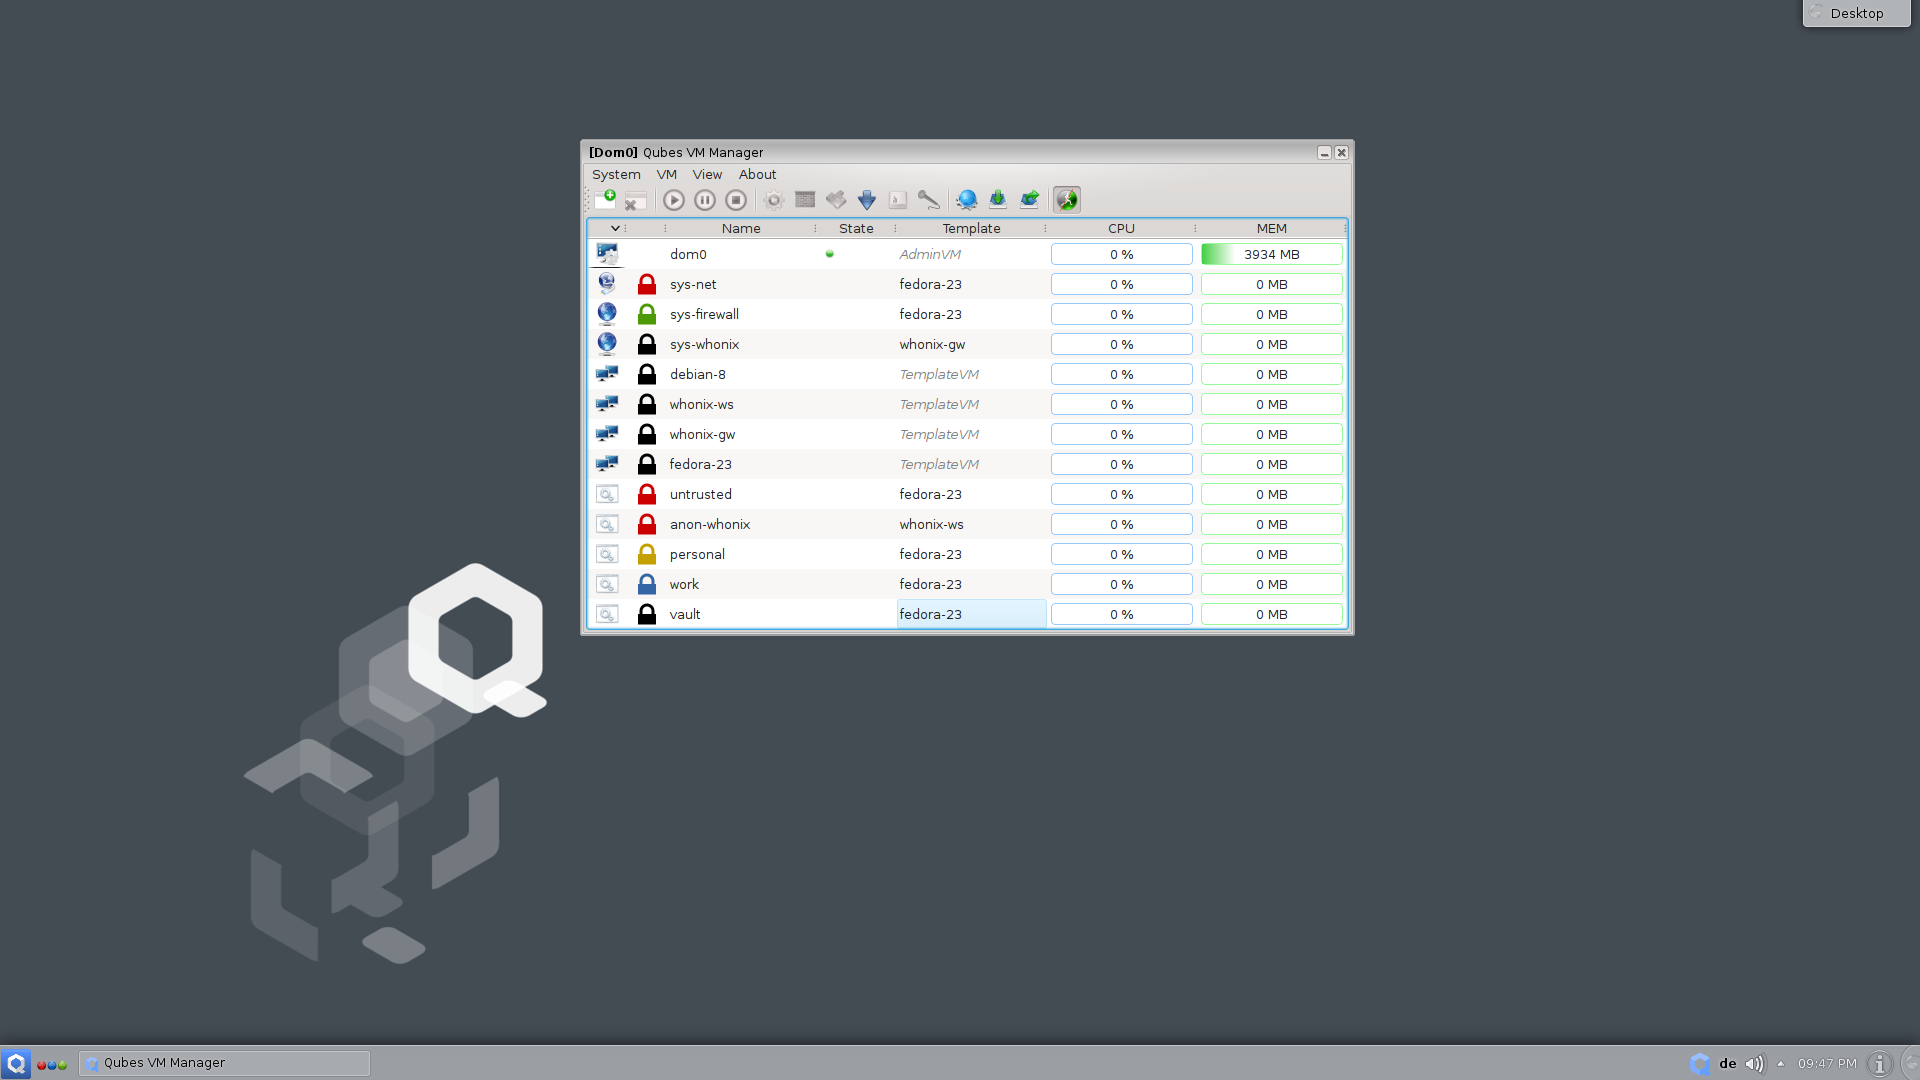 Desktop
[Dom0] Qubes VM Manager
System VM View About
Name State Template CPU MEM
dom0 AdminVM 0 % 3934 MB
sys-net fedora-23 0 % 0 MB
sys-firewall fedora-23 0 % 0 MB
sys-whonix whonix-gw 0 % 0 MB
debian-8 TemplateVM 0 % 0 MB
whonix-ws TemplateVM 0 % 0 MB
whonix-gw TemplateVM 0 % 0 MB
fedora-23 TemplateVM 0 % 0 MB
untrusted fedora-23 0 % 0 MB
anon-whonix whonix-ws 0 % 0 MB
personal fedora-23 0 % 0 MB
work fedora-23 0 % 0 MB
vault fedora-23 0 % 0 MB
Qubes VM Manager de 09:47 PM